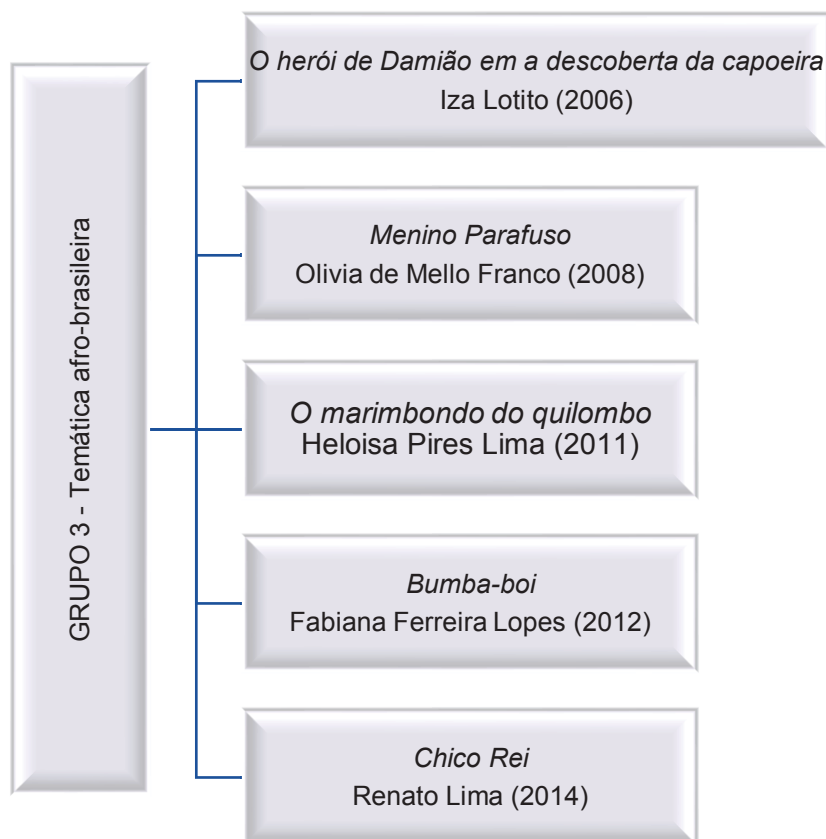 GRUPO 3 - Temática afro-brasileira
O herói de Damião em a descoberta da capoeira
Iza Lotito (2006)
Menino Parafuso
Olivia de Mello Franco (2008)
O marimbondo do quilombo
Heloisa Pires Lima (2011)
Bumba-boi
Fabiana Ferreira Lopes (2012)
Chico Rei
Renato Lima (2014)